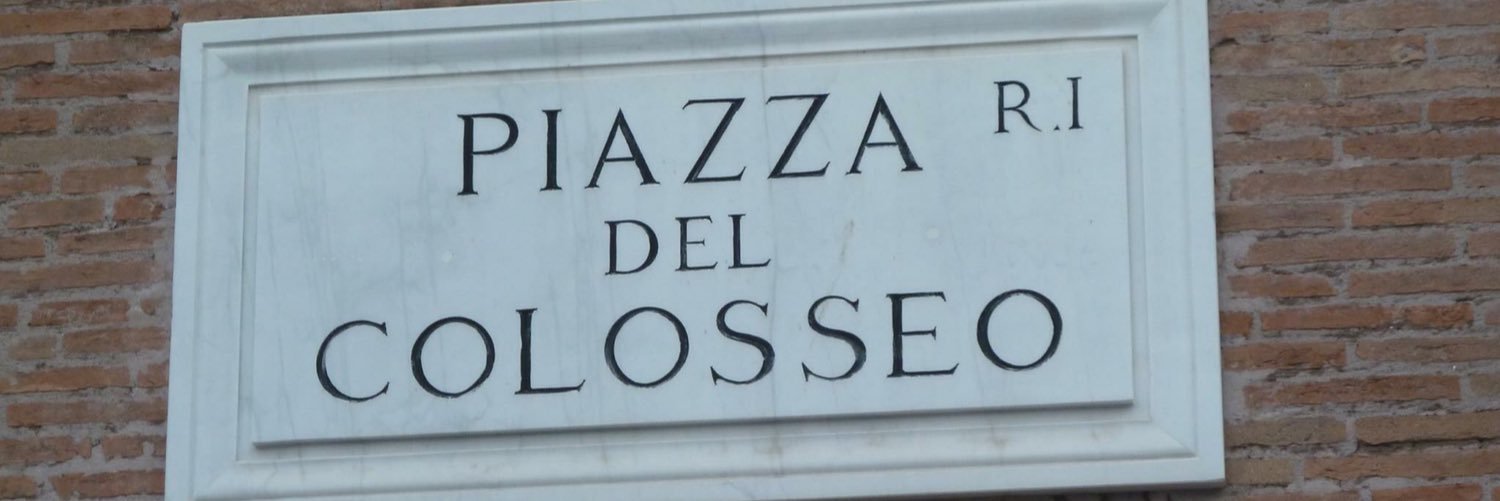 PIAZZA R.I
DEL
COLOSSEO